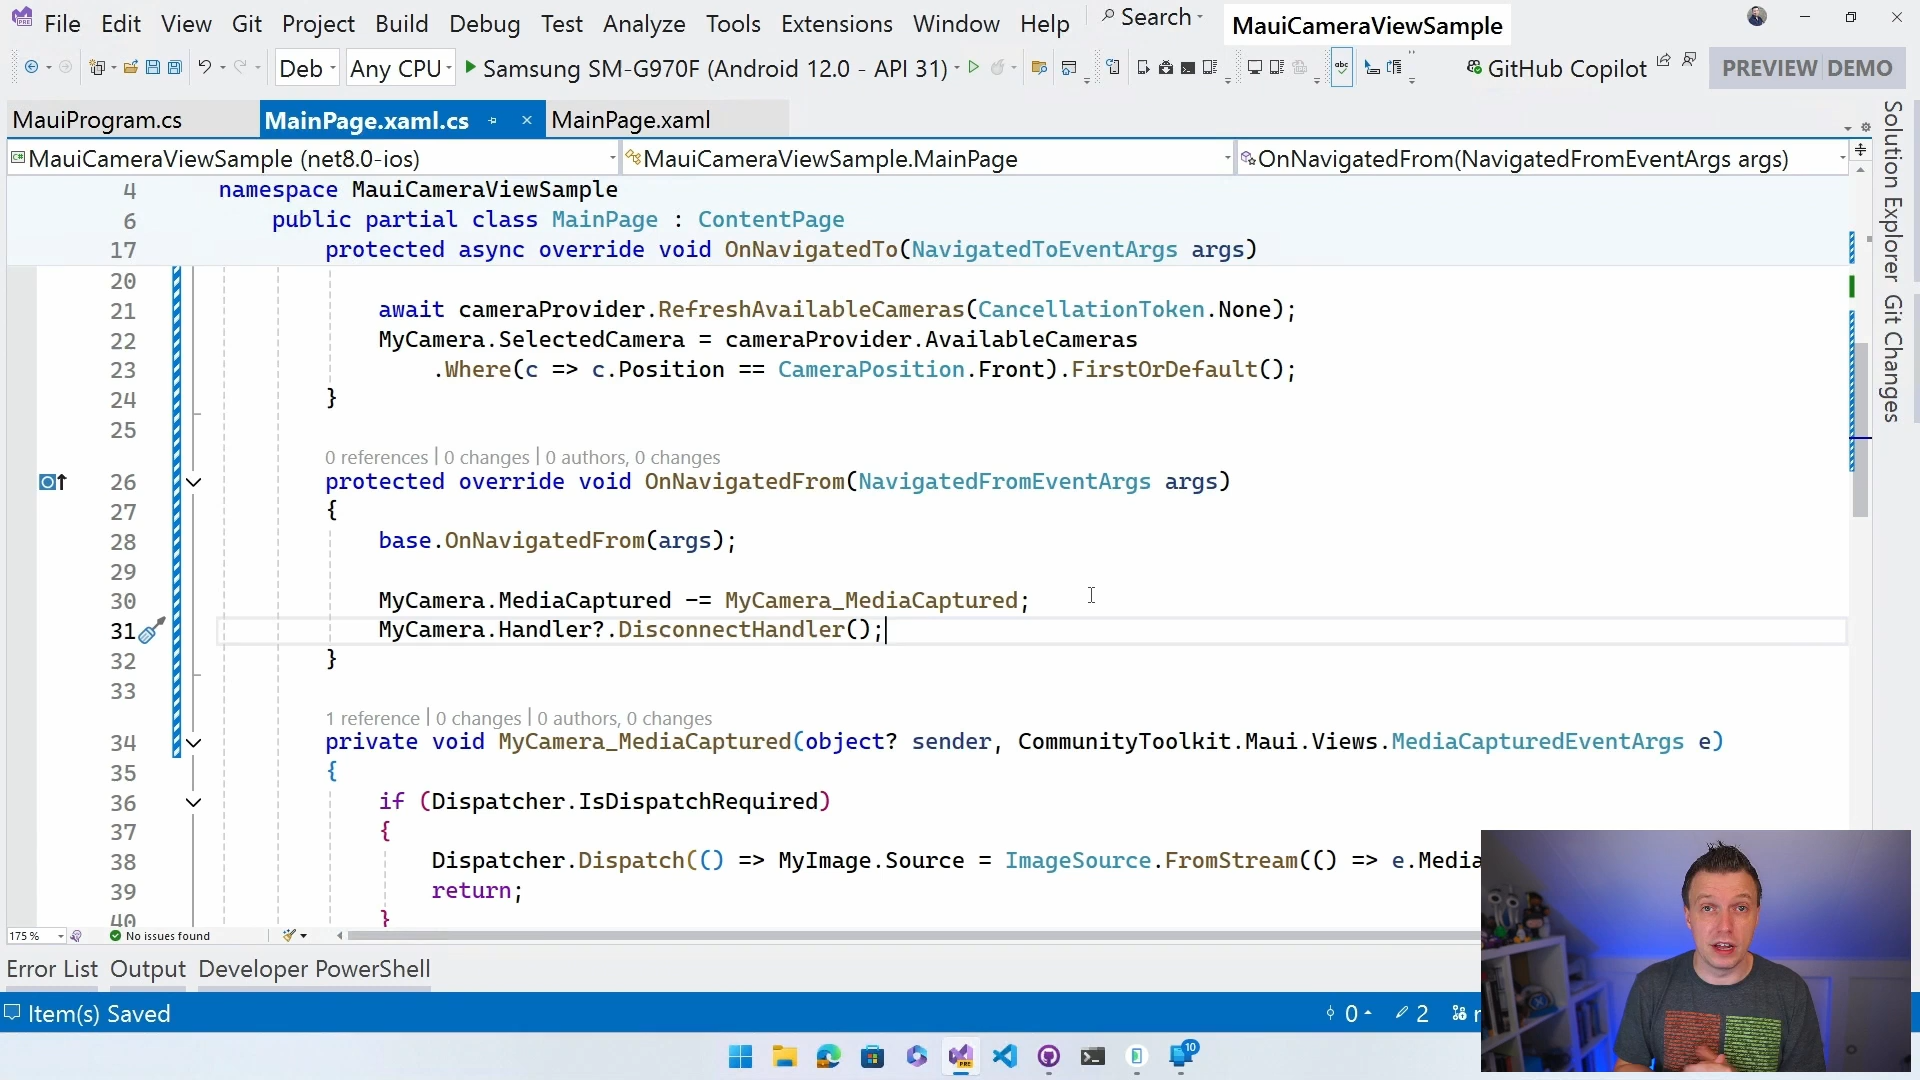 File Edit View Git Project Build Debug Test Analyze Tools Extensions Window Help Search MauiCameraViewSample
Deb Any CPU Samsung SM-G970F (Android 12.0 - API 31) GitHub Copilot PREVIEW DEMO
MauiProgram.cs MainPage.xaml.cs MainPage.xaml
MauiCameraViewSample (net8.0-ios) MauiCameraViewSample.MainPage OnNavigatedFrom(NavigatedFromEventArgs args)
4 namespace MauiCameraViewSample
6 public partial class MainPage : ContentPage
17 protected async override void OnNavigatedTo(NavigatedToEventArgs args)
20
21 await cameraProvider.RefreshAvailableCameras(CancellationToken.None);
22 MyCamera.SelectedCamera = cameraProvider.AvailableCameras
23 .Where(c => c.Position == CameraPosition.Front).FirstOrDefault();
24 }
25
0 references | 0 changes | 0 authors, 0 changes
26 protected override void OnNavigatedFrom(NavigatedFromEventArgs args)
27 {
28 base.OnNavigatedFrom(args);
29
30 MyCamera.MediaCaptured -= MyCamera_MediaCaptured;
31 MyCamera.Handler?.DisconnectHandler();
32 }
33
1 reference | 0 changes | 0 authors, 0 changes
34 private void MyCamera_MediaCaptured(object? sender, CommunityToolkit.Maui.Views.MediaCapturedEventArgs e)
35 {
36 if (Dispatcher.IsDispatchRequired)
37 {
38 Dispatcher.Dispatch(() => MyImage.Source = ImageSource.FromStream(() => e.Media
39 return;
40 }
175 % No issues found
Error List Output Developer PowerShell
Item(s) Saved 0 2
10
Solution Explorer
Git Changes